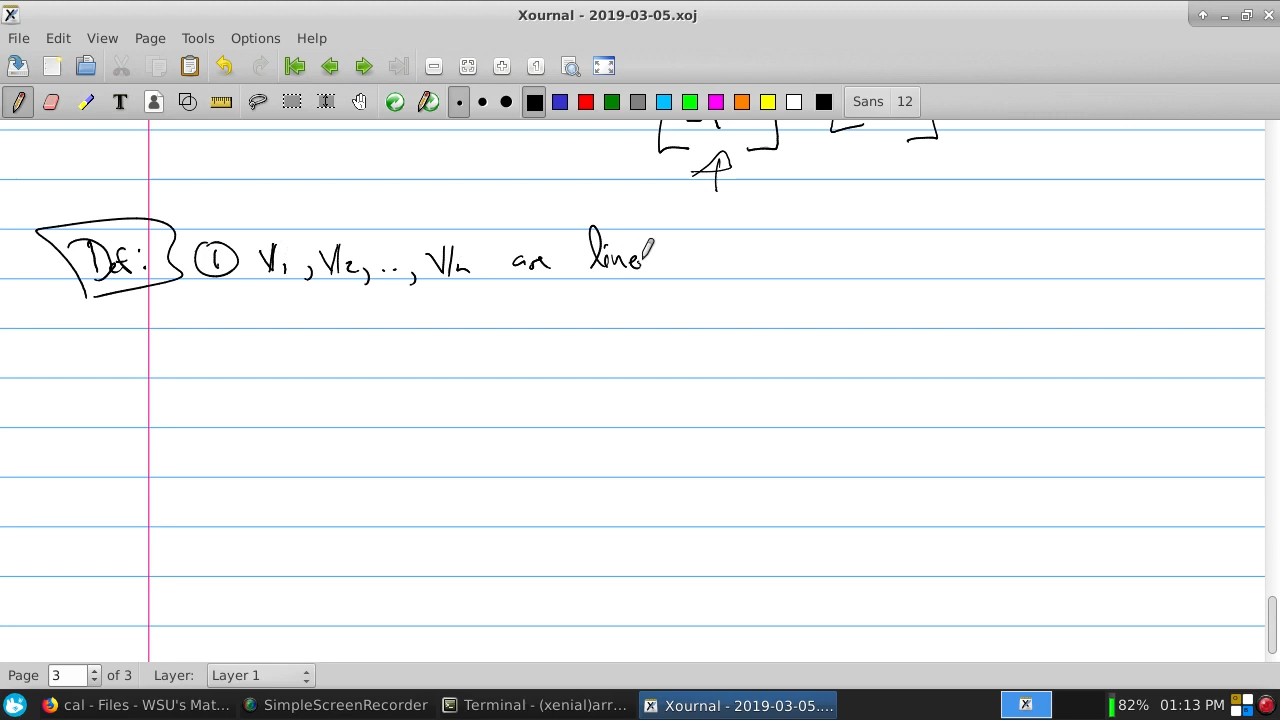 Xournal - 2019-03-05.xoj
File Edit View Page Tools Options Help
Sans 12
Def: ① V1, V2, .., Vn are linea
Page 3 of 3 Layer: Layer 1
cal - Files - WSU's Mat... SimpleScreenRecorder Terminal - (xenial)arr... Xournal - 2019-03-05.... 82% 01:13 PM